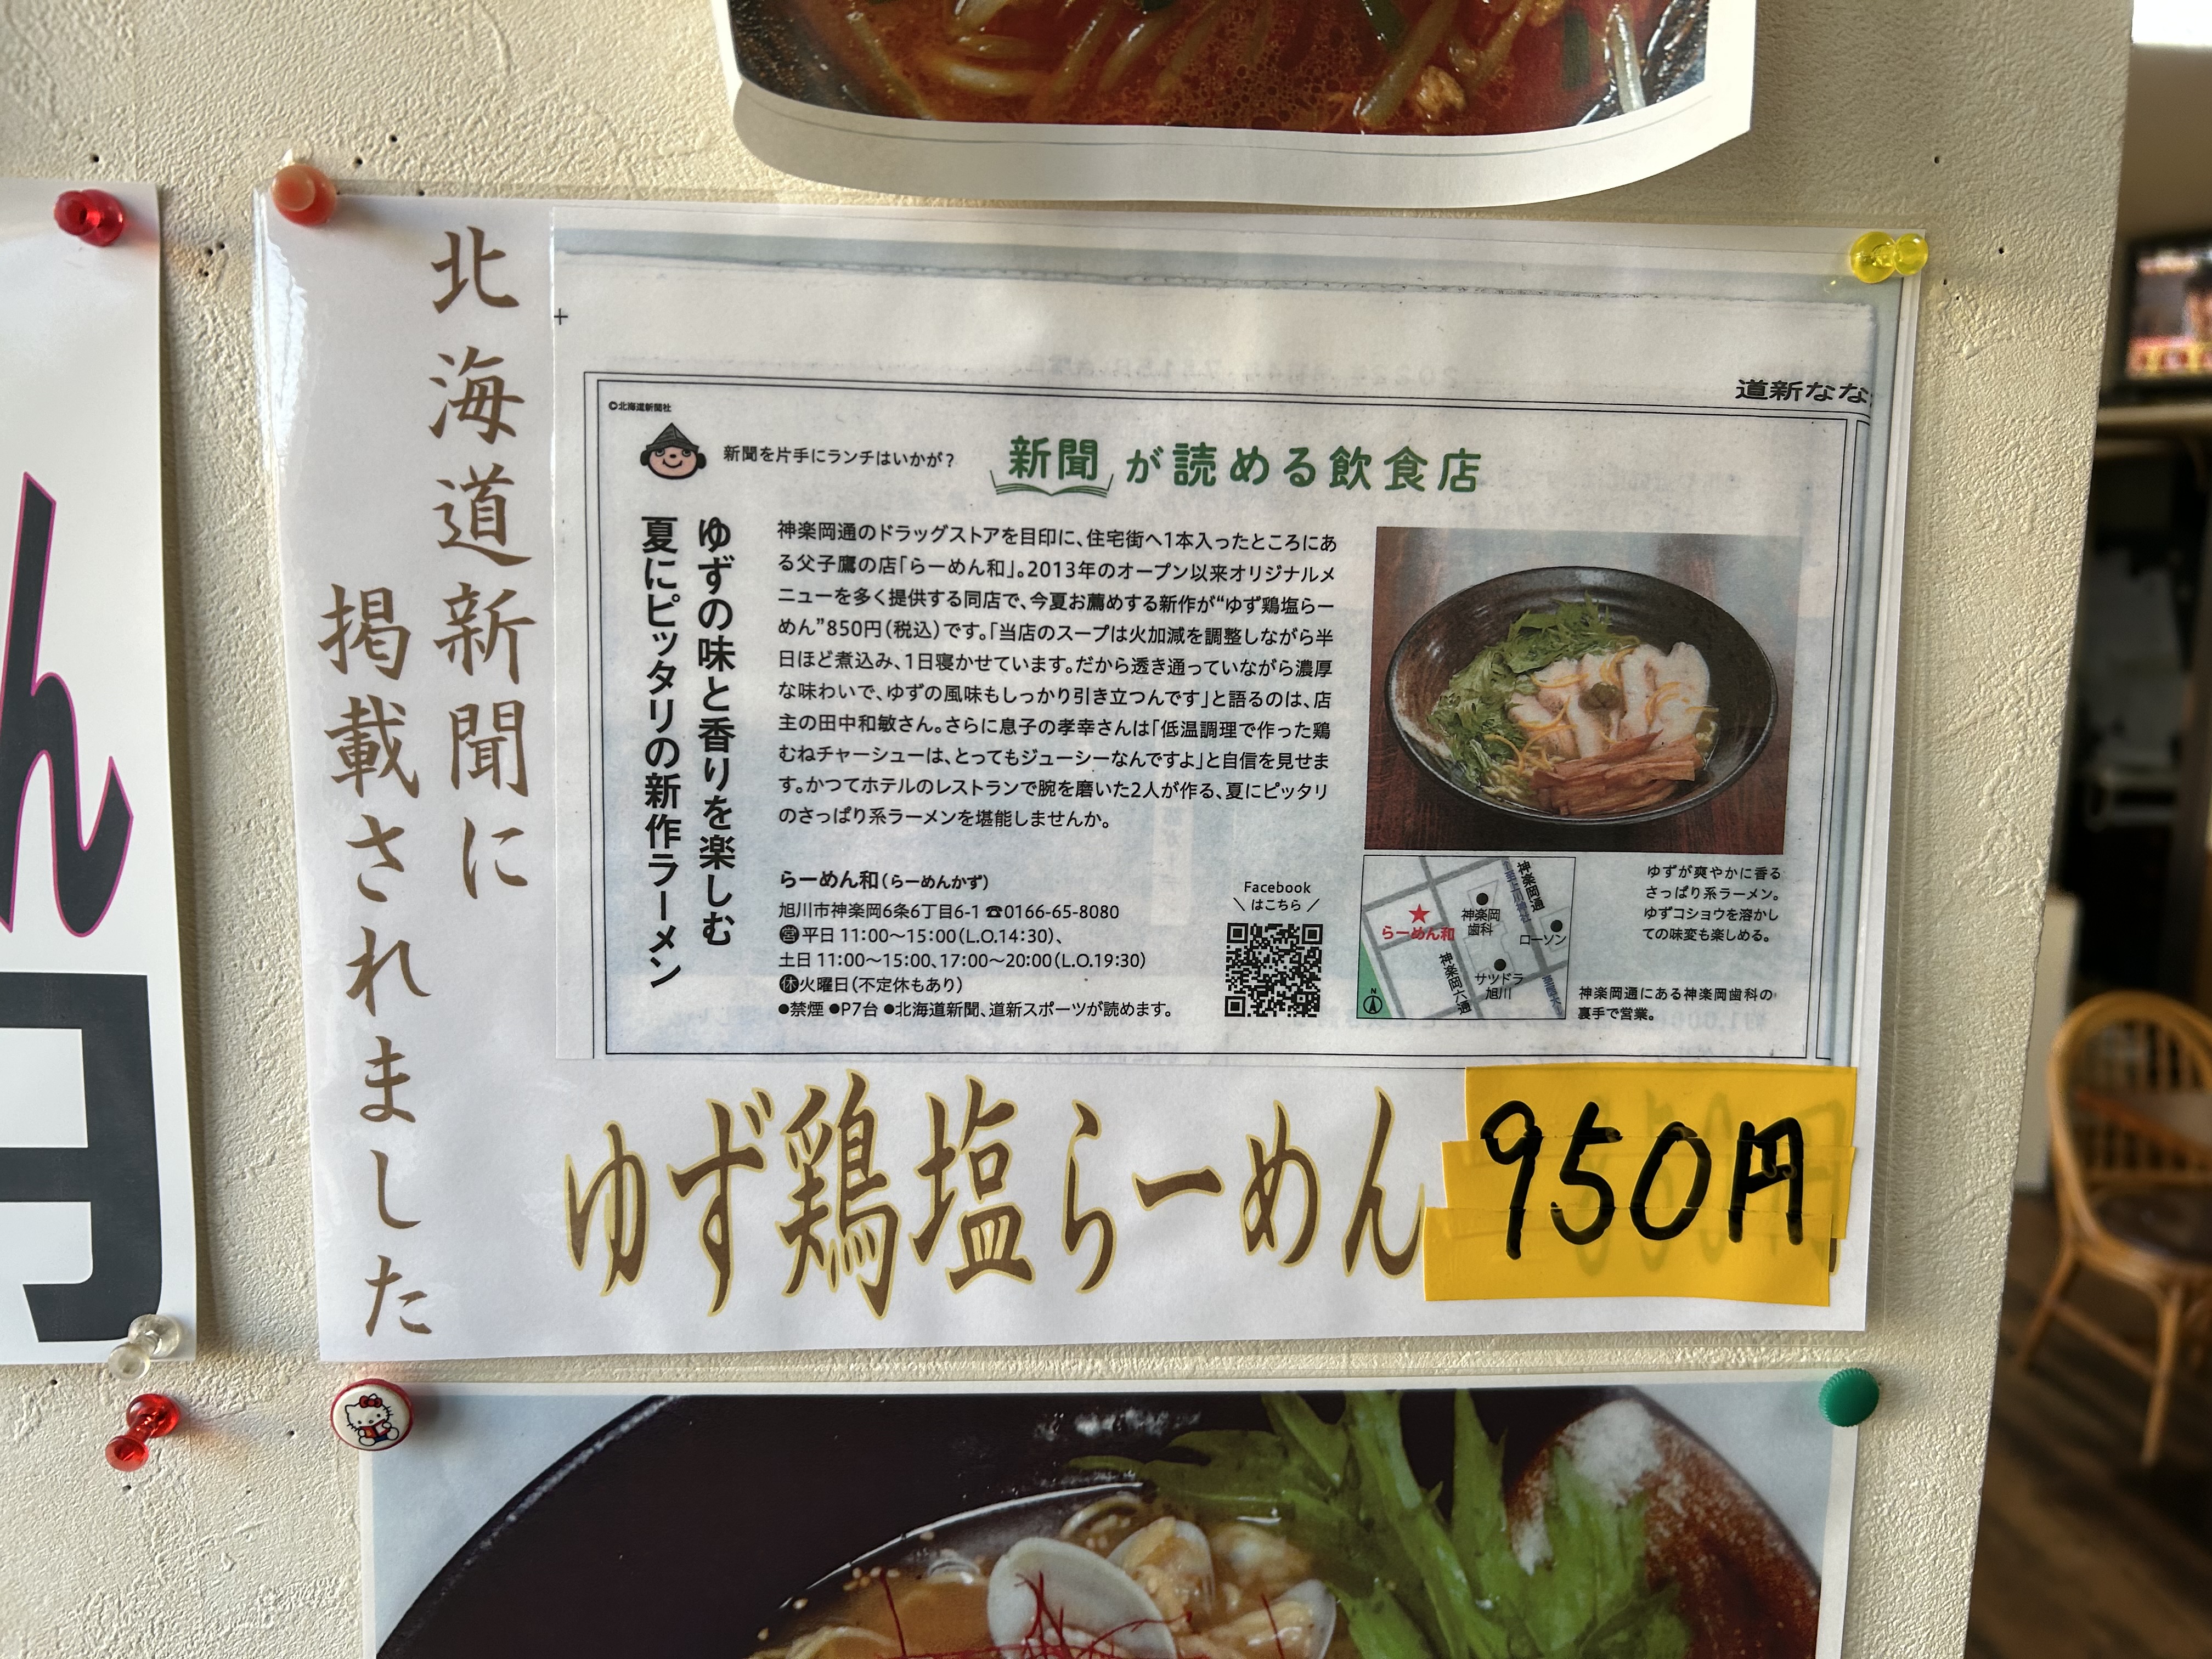 北海道新聞に
掲載されました
道新なな
©北海道新聞社
新聞を片手にランチはいかが?
新聞が読める飲食店
ゆずの味と香りを楽しむ
夏にピッタリの新作ラーメン
神楽岡通のドラッグストアを目印に、住宅街へ1本入ったところにあ
る父子鷹の店「らーめん和」。2013年のオープン以来オリジナルメ
ニューを多く提供する同店で、今夏お薦めする新作が“ゆず鶏塩らー
めん”850円(税込)です。「当店のスープは火加減を調整しながら半
日ほど煮込み、1日寝かせています。だから透き通っていながら濃厚
な味わいで、ゆずの風味もしっかり引き立つんです」と語るのは、店
主の田中和敏さん。さらに息子の孝幸さんは「低温調理で作った鶏
むねチャーシューは、とってもジューシーなんですよ」と自信を見せま
す。かつてホテルのレストランで腕を磨いた2人が作る、夏にピッタリ
のさっぱり系ラーメンを堪能しませんか。
らーめん和(らーめんかず)
旭川市神楽岡6条6丁目6-1 ☎0166-65-8080
営平日 11:00〜15:00(L.O.14:30)、
土日 11:00〜15:00、17:00〜20:00(L.O.19:30)
休火曜日(不定休もあり)
●禁煙 ●P7台 ●北海道新聞、道新スポーツが読めます。
Facebook
\ はこちら /
神楽岡通
神楽岡
歯科
★
らーめん和
ローソン
神楽岡六通
サツドラ
旭川
N
ゆずが爽やかに香る
さっぱり系ラーメン。
ゆずコショウを溶かし
ての味変も楽しめる。
神楽岡通にある神楽岡歯科の
裏手で営業。
ゆず鶏塩らーめん
950円
ん
円